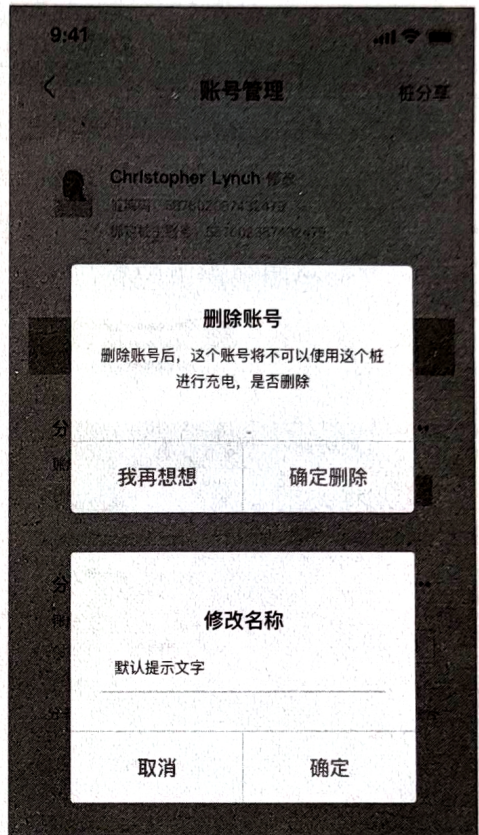 9:41
账号管理
桩分享
Christopher Lynch 修改
删除账号
删除账号后，这个账号将不可以使用这个桩
进行充电，是否删除
我再想想
确定删除
修改名称
默认提示文字
取消
确定